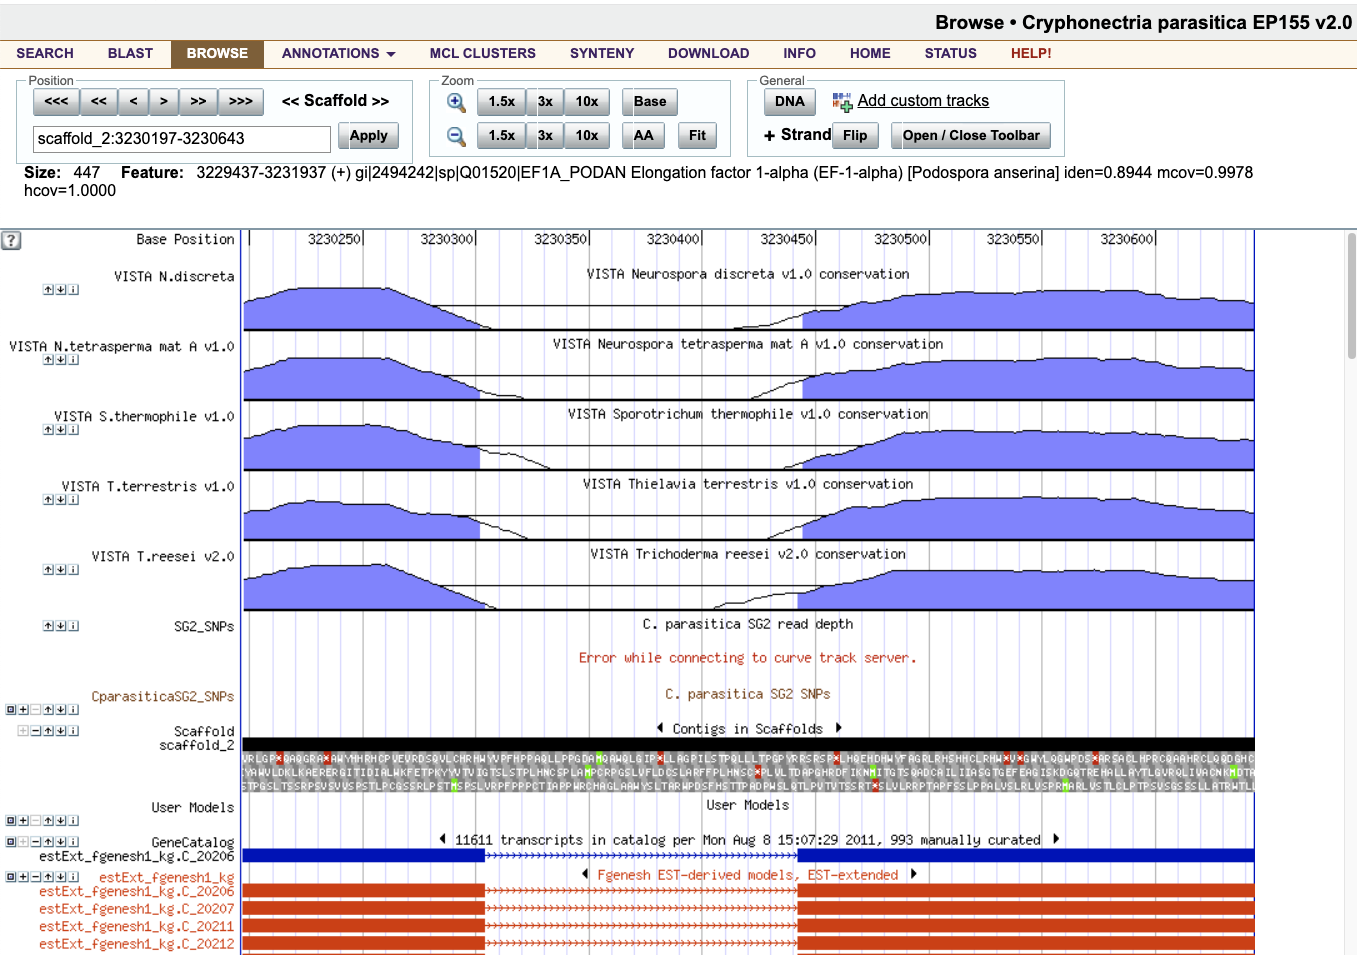 Browse • Cryphonectria parasitica EP155 v2.0
SEARCH BLAST BROWSE ANNOTATIONS MCL CLUSTERS SYNTENY DOWNLOAD INFO HOME STATUS HELP!
Position Zoom General
<<< << < > >> >>> << Scaffold >> 1.5x 3x 10x Base DNA Add custom tracks
scaffold_2:3230197-3230643 Apply 1.5x 3x 10x AA Fit + Strand Flip Open / Close Toolbar
Size: 447 Feature: 3229437-3231937 (+) gi|2494242|sp|Q01520|EF1A_PODAN Elongation factor 1-alpha (EF-1-alpha) [Podospora anserina] iden=0.8944 mcov=0.9978
hcov=1.0000
? Base Position 3230250 3230300 3230350 3230400 3230450 3230500 3230550 3230600
VISTA N.discreta VISTA Neurospora discreta v1.0 conservation
VISTA N.tetrasperma mat A v1.0 VISTA Neurospora tetrasperma mat A v1.0 conservation
VISTA S.thermophile v1.0 VISTA Sporotrichum thermophile v1.0 conservation
VISTA T.terrestris v1.0 VISTA Thielavia terrestris v1.0 conservation
VISTA T.reesei v2.0 VISTA Trichoderma reesei v2.0 conservation
SG2_SNPs C. parasitica SG2 read depth
Error while connecting to curve track server.
CparasiticaSG2_SNPs C. parasitica SG2 SNPs
Scaffold Contigs in Scaffolds
scaffold_2
User Models User Models
GeneCatalog 11611 transcripts in catalog per Mon Aug 8 15:07:29 2011, 993 manually curated
estExt_fgenesh1_kg.C_20206
estExt_fgenesh1_kg Fgenesh EST-derived models, EST-extended
estExt_fgenesh1_kg.C_20206
estExt_fgenesh1_kg.C_20207
estExt_fgenesh1_kg.C_20211
estExt_fgenesh1_kg.C_20212